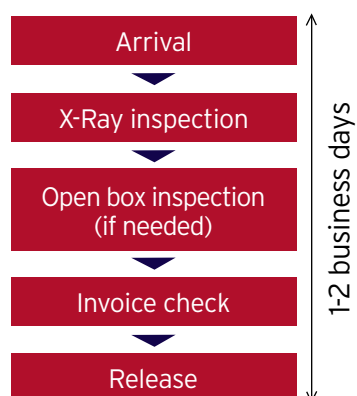 Arrival
X-Ray inspection
Open box inspection
(if needed)
Invoice check
Release
1-2 business days